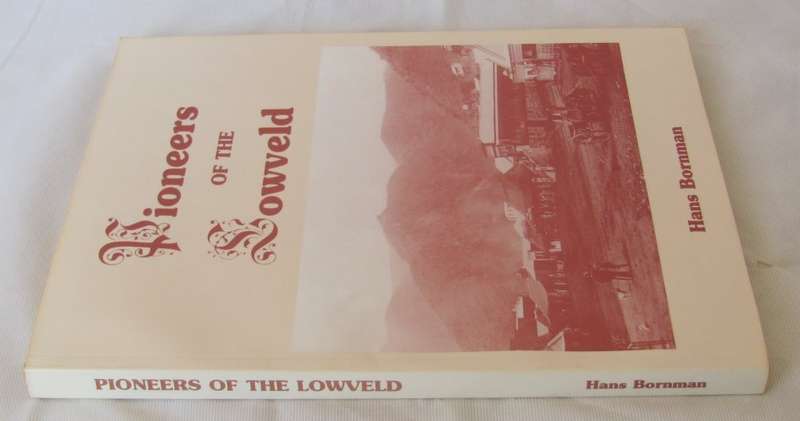 Pioneers
OF THE
Lowveld
Hans Bornman
PIONEERS OF THE LOWVELD
Hans Bornman